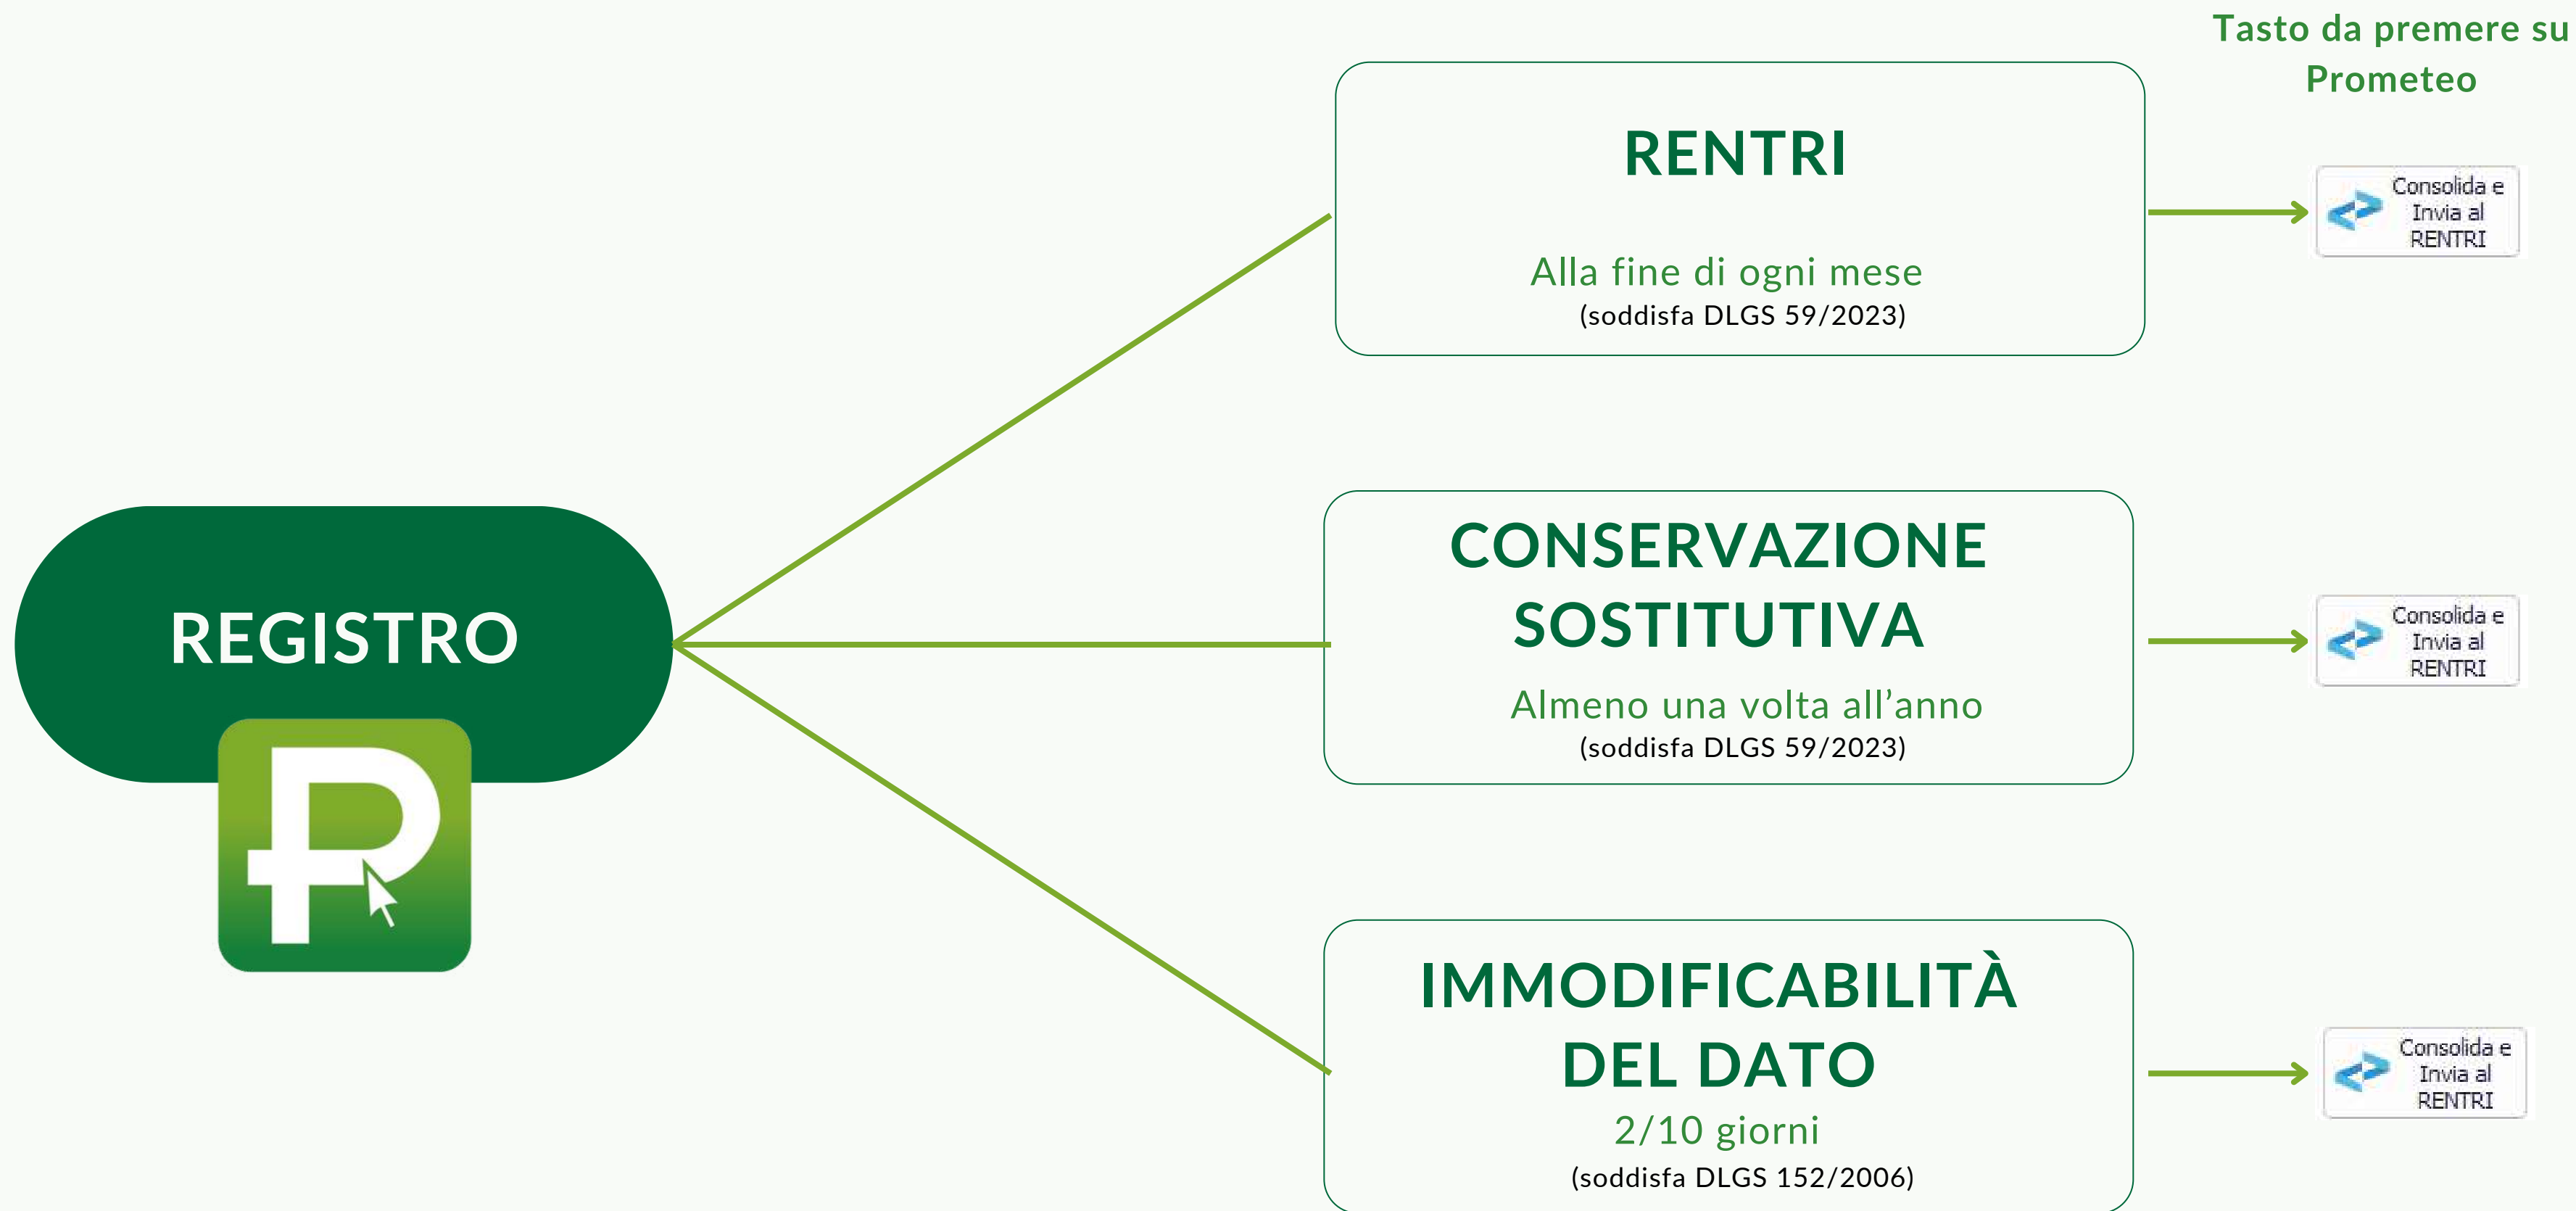 Tasto da premere su
Prometeo
REGISTRO
RENTRI
Alla fine di ogni mese
(soddisfa DLGS 59/2023)
Consolida e
Invia al
RENTRI
CONSERVAZIONE
SOSTITUTIVA
Almeno una volta all’anno
(soddisfa DLGS 59/2023)
Consolida e
Invia al
RENTRI
IMMODIFICABILITÀ
DEL DATO
2/10 giorni
(soddisfa DLGS 152/2006)
Consolida e
Invia al
RENTRI